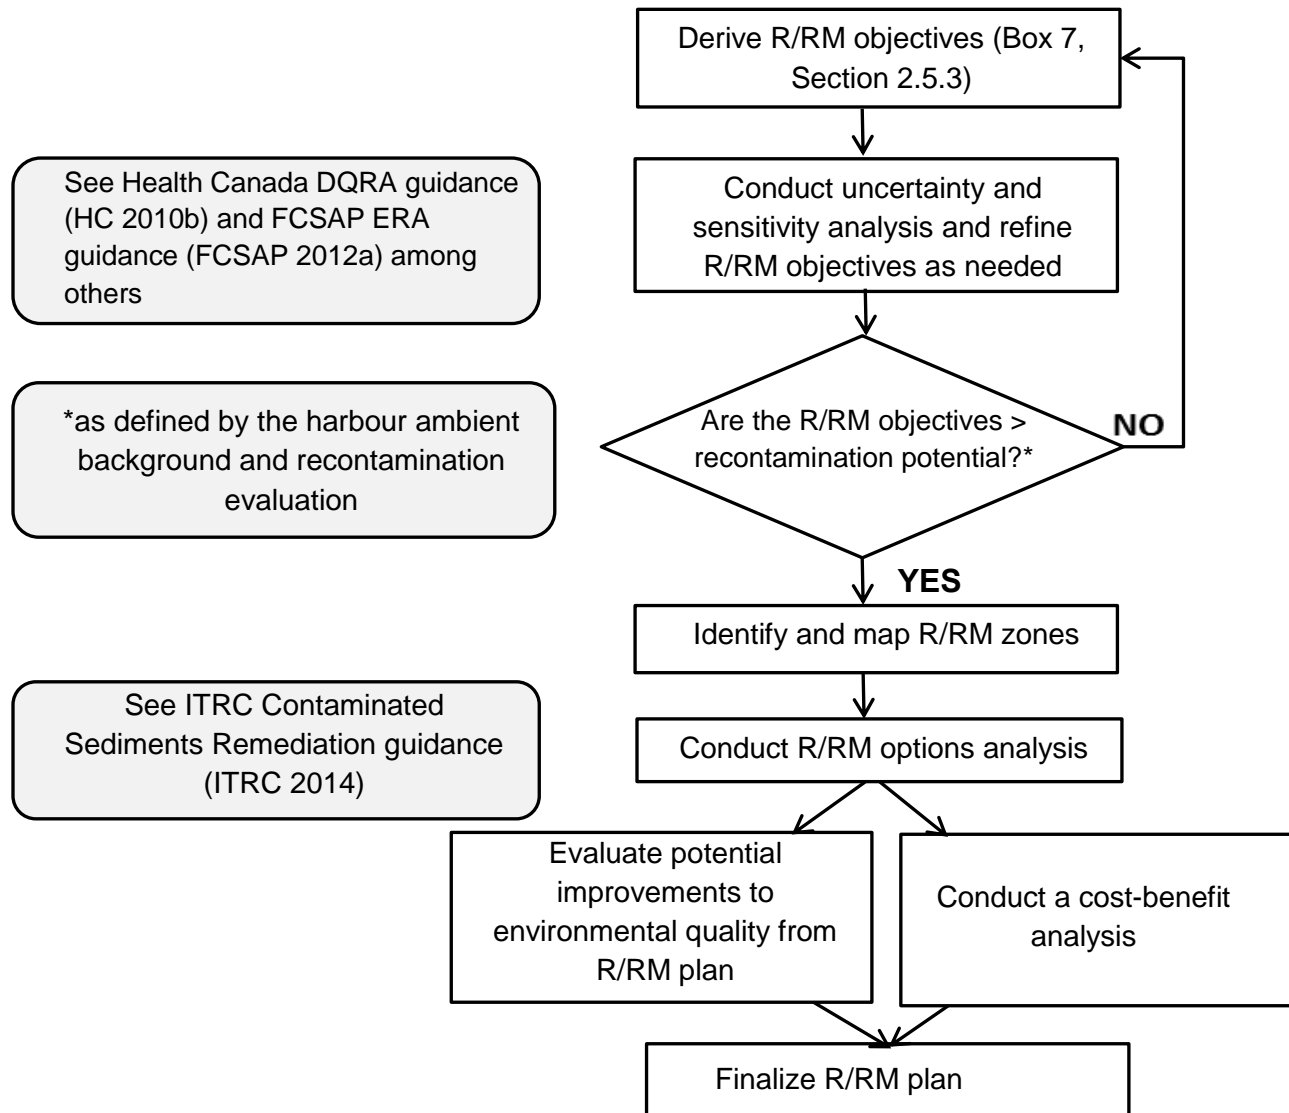 Derive R/RM objectives (Box 7,
Section 2.5.3)
See Health Canada DQRA guidance
(HC 2010b) and FCSAP ERA
guidance (FCSAP 2012a) among
others
Conduct uncertainty and
sensitivity analysis and refine
R/RM objectives as needed
*as defined by the harbour ambient
background and recontamination
evaluation
Are the R/RM objectives >
recontamination potential?*
NO
YES
Identify and map R/RM zones
See ITRC Contaminated
Sediments Remediation guidance
(ITRC 2014)
Conduct R/RM options analysis
Evaluate potential
improvements to
environmental quality from
R/RM plan
Conduct a cost-benefit
analysis
Finalize R/RM plan